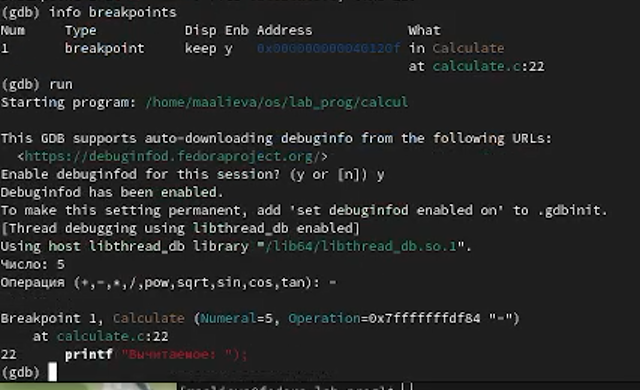 (gdb) info breakpoints
Num     Type           Disp Enb Address            What
1       breakpoint     keep y   0x000000000040120f in Calculate
                                                   at calculate.c:22
(gdb) run
Starting program: /home/maalieva/os/lab_prog/calcul

This GDB supports auto-downloading debuginfo from the following URLs:
  <https://debuginfod.fedoraproject.org/>
Enable debuginfod for this session? (y or [n]) y
Debuginfod has been enabled.
To make this setting permanent, add 'set debuginfod enabled on' to .gdbinit.
[Thread debugging using libthread_db enabled]
Using host libthread_db library "/lib64/libthread_db.so.1".
Число: 5
Операция (+,-,*,/,pow,sqrt,sin,cos,tan): -

Breakpoint 1, Calculate (Numeral=5, Operation=0x7fffffffdf84 "-")
    at calculate.c:22
22      printf("Вычитаемое: ");
(gdb)